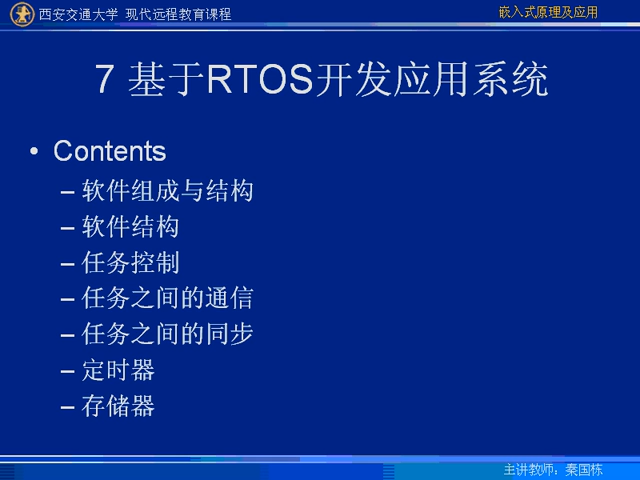 西安交通大学 现代远程教育课程
嵌入式原理及应用
7 基于RTOS开发应用系统
• Contents
– 软件组成与结构
– 软件结构
– 任务控制
– 任务之间的通信
– 任务之间的同步
– 定时器
– 存储器
主讲教师：秦国栋